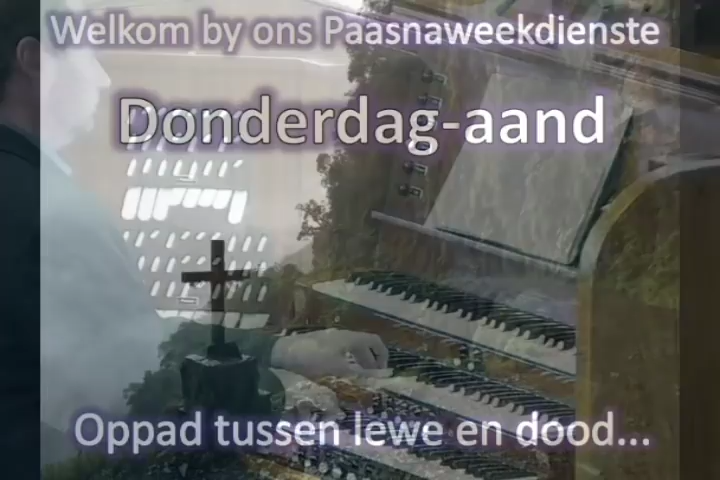 Welkom by ons Paasnaweekdienste
Donderdag-aand
Oppad tussen lewe en dood...